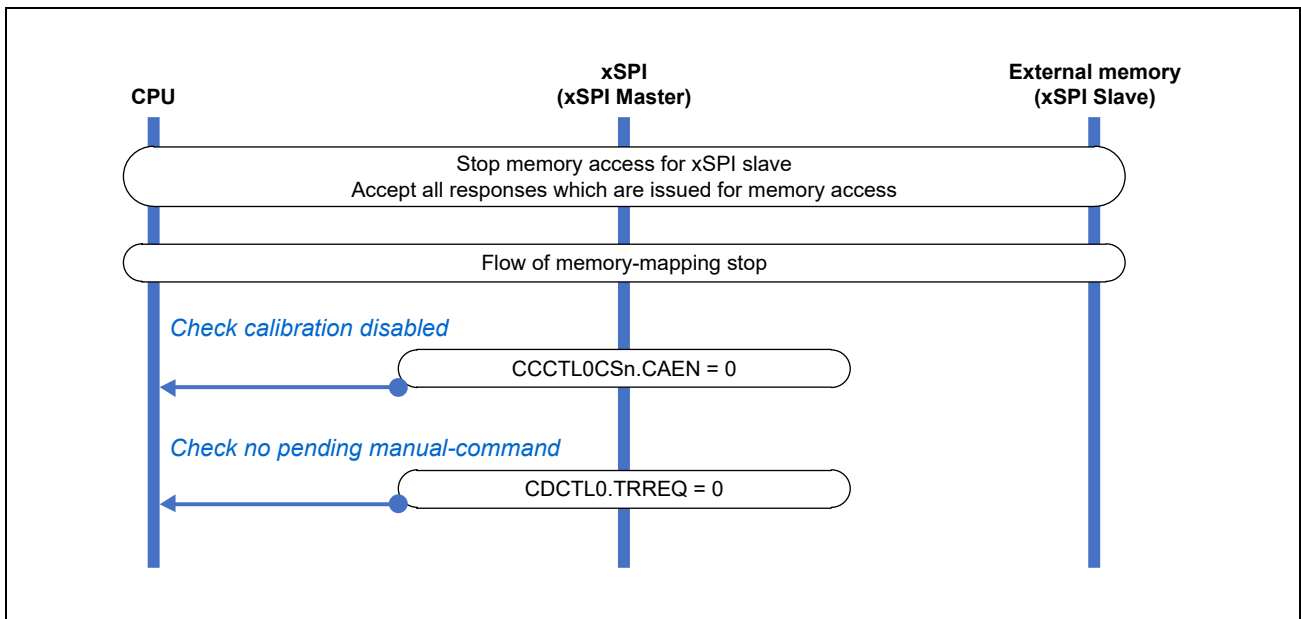 CPU
xSPI
(xSPI Master)
External memory
(xSPI Slave)
Stop memory access for xSPI slave
Accept all responses which are issued for memory access
Flow of memory-mapping stop
Check calibration disabled
CCCTL0CSn.CAEN = 0
Check no pending manual-command
CDCTL0.TRREQ = 0